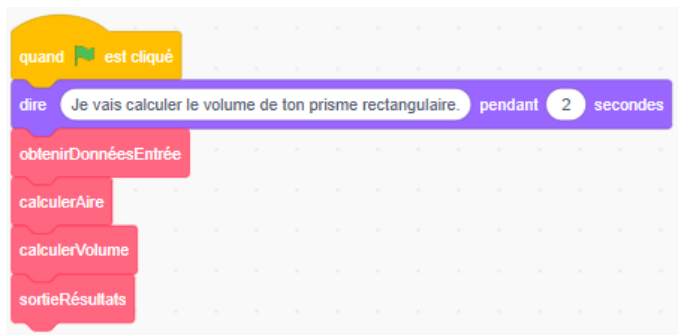 quand est cliqué
dire Je vais calculer le volume de ton prisme rectangulaire. pendant 2 secondes
obtenirDonnéesEntrée
calculerAire
calculerVolume
sortieRésultats